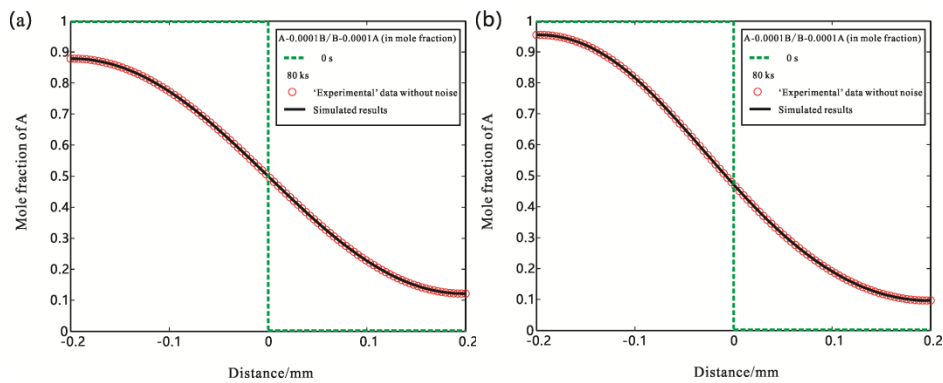 (a)
A-0.0001B/B-0.0001A (in mole fraction)
0 s
80 ks
‘Experimental’ data without noise
Simulated results
Mole fraction of A
1
0.9
0.8
0.7
0.6
0.5
0.4
0.3
0.2
0.1
0
-0.2
-0.1
0
0.1
0.2
Distance/mm
(b)
A-0.0001B/B-0.0001A (in mole fraction)
0 s
80 ks
‘Experimental’ data without noise
Simulated results
Mole fraction of A
1
0.9
0.8
0.7
0.6
0.5
0.4
0.3
0.2
0.1
0
-0.2
-0.1
0
0.1
0.2
Distance/mm